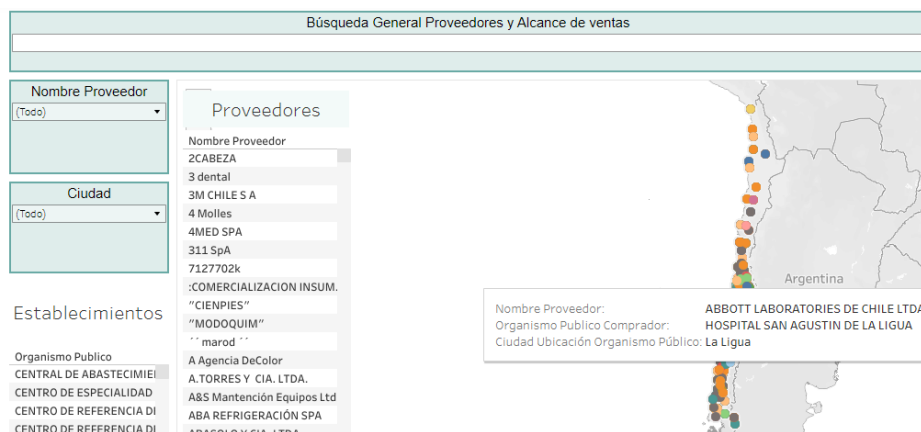 Búsqueda General Proveedores y Alcance de ventas
Nombre Proveedor
(Todo)
Ciudad
(Todo)
Establecimientos
Organismo Publico
CENTRAL DE ABASTECIMIE
CENTRO DE ESPECIALIDAD
CENTRO DE REFERENCIA DI
CENTRO DE REFERENCIA DI
Proveedores
Nombre Proveedor
2CABEZA
3 dental
3M CHILE S A
4 Molles
4MED SPA
311 SpA
7127702k
:COMERCIALIZACION INSUM.
"CIENPIES"
"MODOQUIM"
´´ marod ´´
A Agencia DeColor
A.TORRES Y CIA. LTDA.
A&S Mantención Equipos Ltd
ABA REFRIGERACIÓN SPA
Argentina
Nombre Proveedor: ABBOTT LABORATORIES DE CHILE LTDA
Organismo Publico Comprador: HOSPITAL SAN AGUSTIN DE LA LIGUA
Ciudad Ubicación Organismo Público: La Ligua